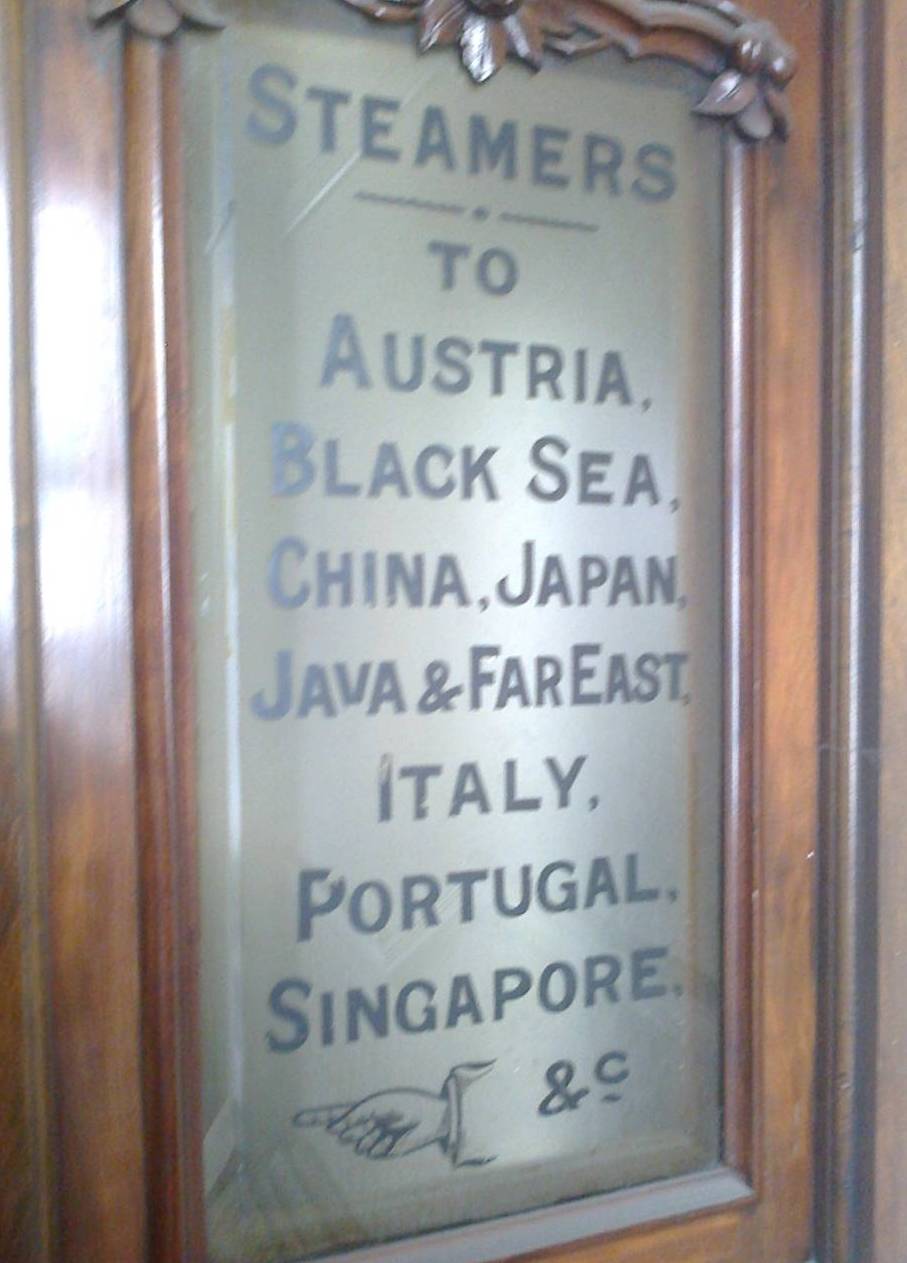 STEAMERS
TO
AUSTRIA,
BLACK SEA,
CHINA, JAPAN,
JAVA & FAR EAST,
ITALY,
PORTUGAL,
SINGAPORE,
&c